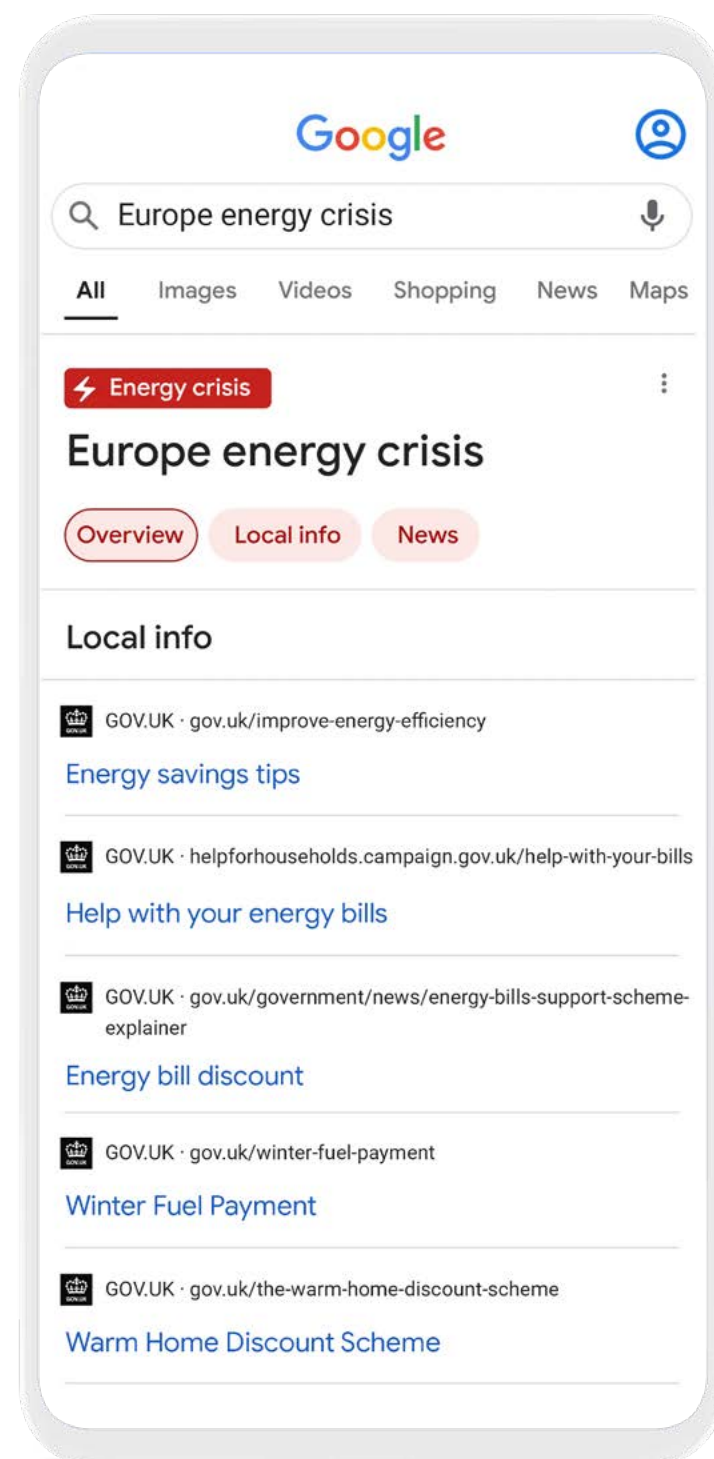 Google
Europe energy crisis
All Images Videos Shopping News Maps
Energy crisis
Europe energy crisis
Overview Local info News
Local info
GOV.UK · gov.uk/improve-energy-efficiency
Energy savings tips
GOV.UK · helpforhouseholds.campaign.gov.uk/help-with-your-bills
Help with your energy bills
GOV.UK · gov.uk/government/news/energy-bills-support-scheme-
explainer
Energy bill discount
GOV.UK · gov.uk/winter-fuel-payment
Winter Fuel Payment
GOV.UK · gov.uk/the-warm-home-discount-scheme
Warm Home Discount Scheme